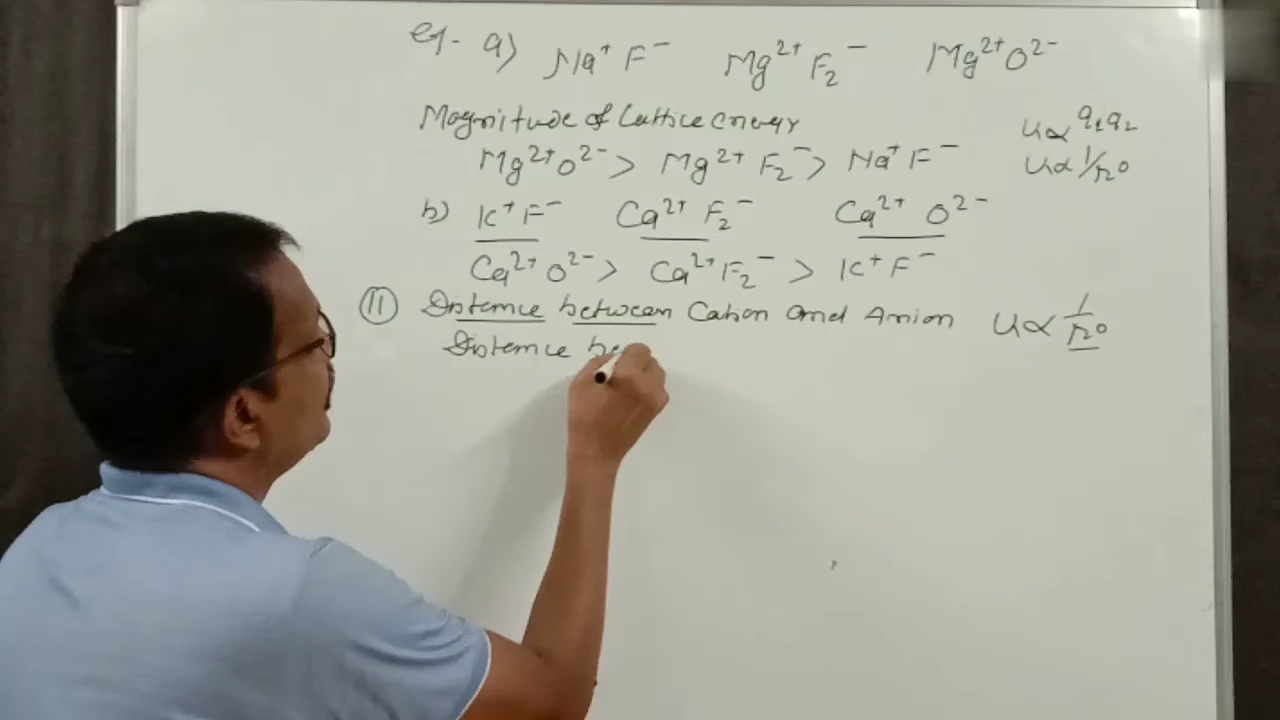 eg- a) Na⁺ F⁻ Mg²⁺ F₂⁻ Mg²⁺O²⁻
Magnitude of Lattice energy
U∝ q₁q₂
Mg²⁺O²⁻ > Mg²⁺ F₂⁻ > Na⁺ F⁻
U∝ 1/r₀
b) K⁺ F⁻ Ca²⁺ F₂⁻ Ca²⁺ O²⁻
Ca²⁺ O²⁻ > Ca²⁺ F₂⁻ > K⁺ F⁻
II Distance between Cation and Anion U∝ 1/r₀
Distance be